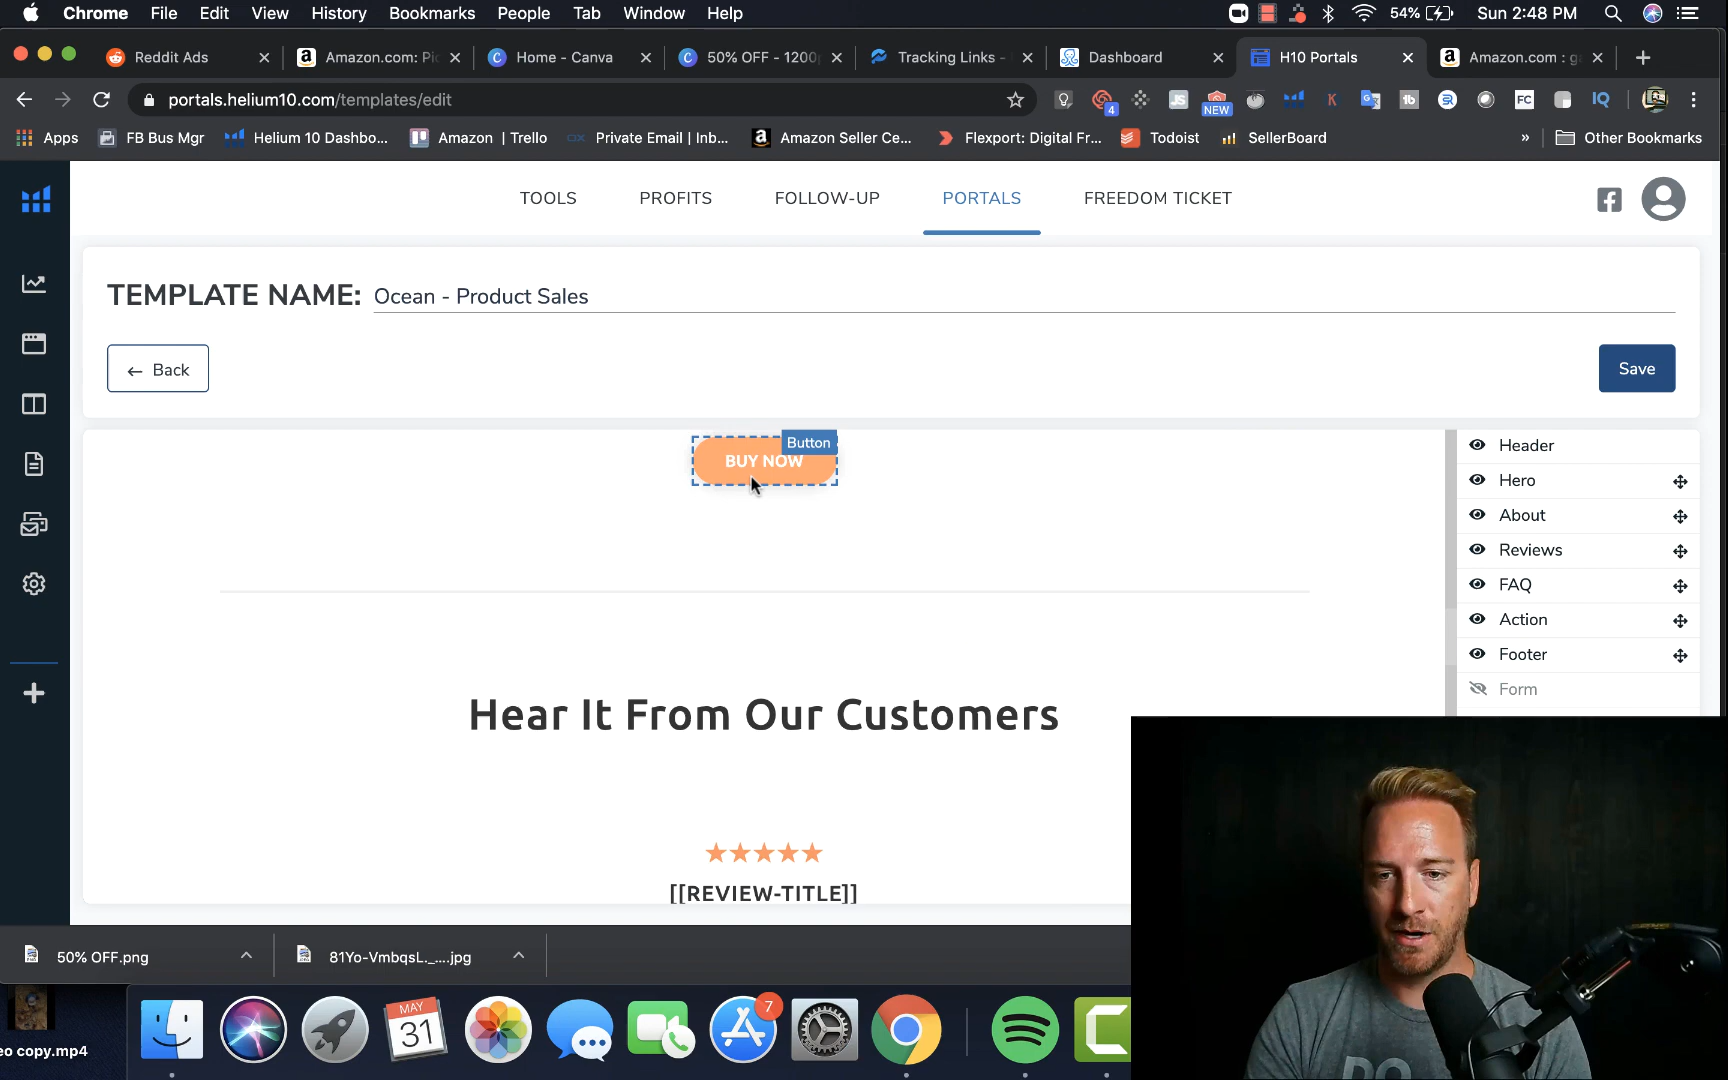 Chrome File Edit View History Bookmarks People Tab Window Help 54% Sun 2:48 PM
Reddit Ads Amazon.com: Pic Home - Canva 50% OFF - 1200 Tracking Links - Dashboard H10 Portals Amazon.com : g
portals.helium10.com/templates/edit 4 JS NEW K tb FC IQ
Apps FB Bus Mgr Helium 10 Dashbo... Amazon | Trello Private Email | Inb... Amazon Seller Ce... Flexport: Digital Fr... Todoist SellerBoard » Other Bookmarks
TOOLS PROFITS FOLLOW-UP PORTALS FREEDOM TICKET
TEMPLATE NAME: Ocean - Product Sales
← Back
Save
Button
BUY NOW
Header
Hero
About
Reviews
FAQ
Action
Footer
Form
Hear It From Our Customers
[[REVIEW-TITLE]]
50% OFF.png 81Yo-VmbqsL._....jpg
MAY
31
7
eo copy.mp4